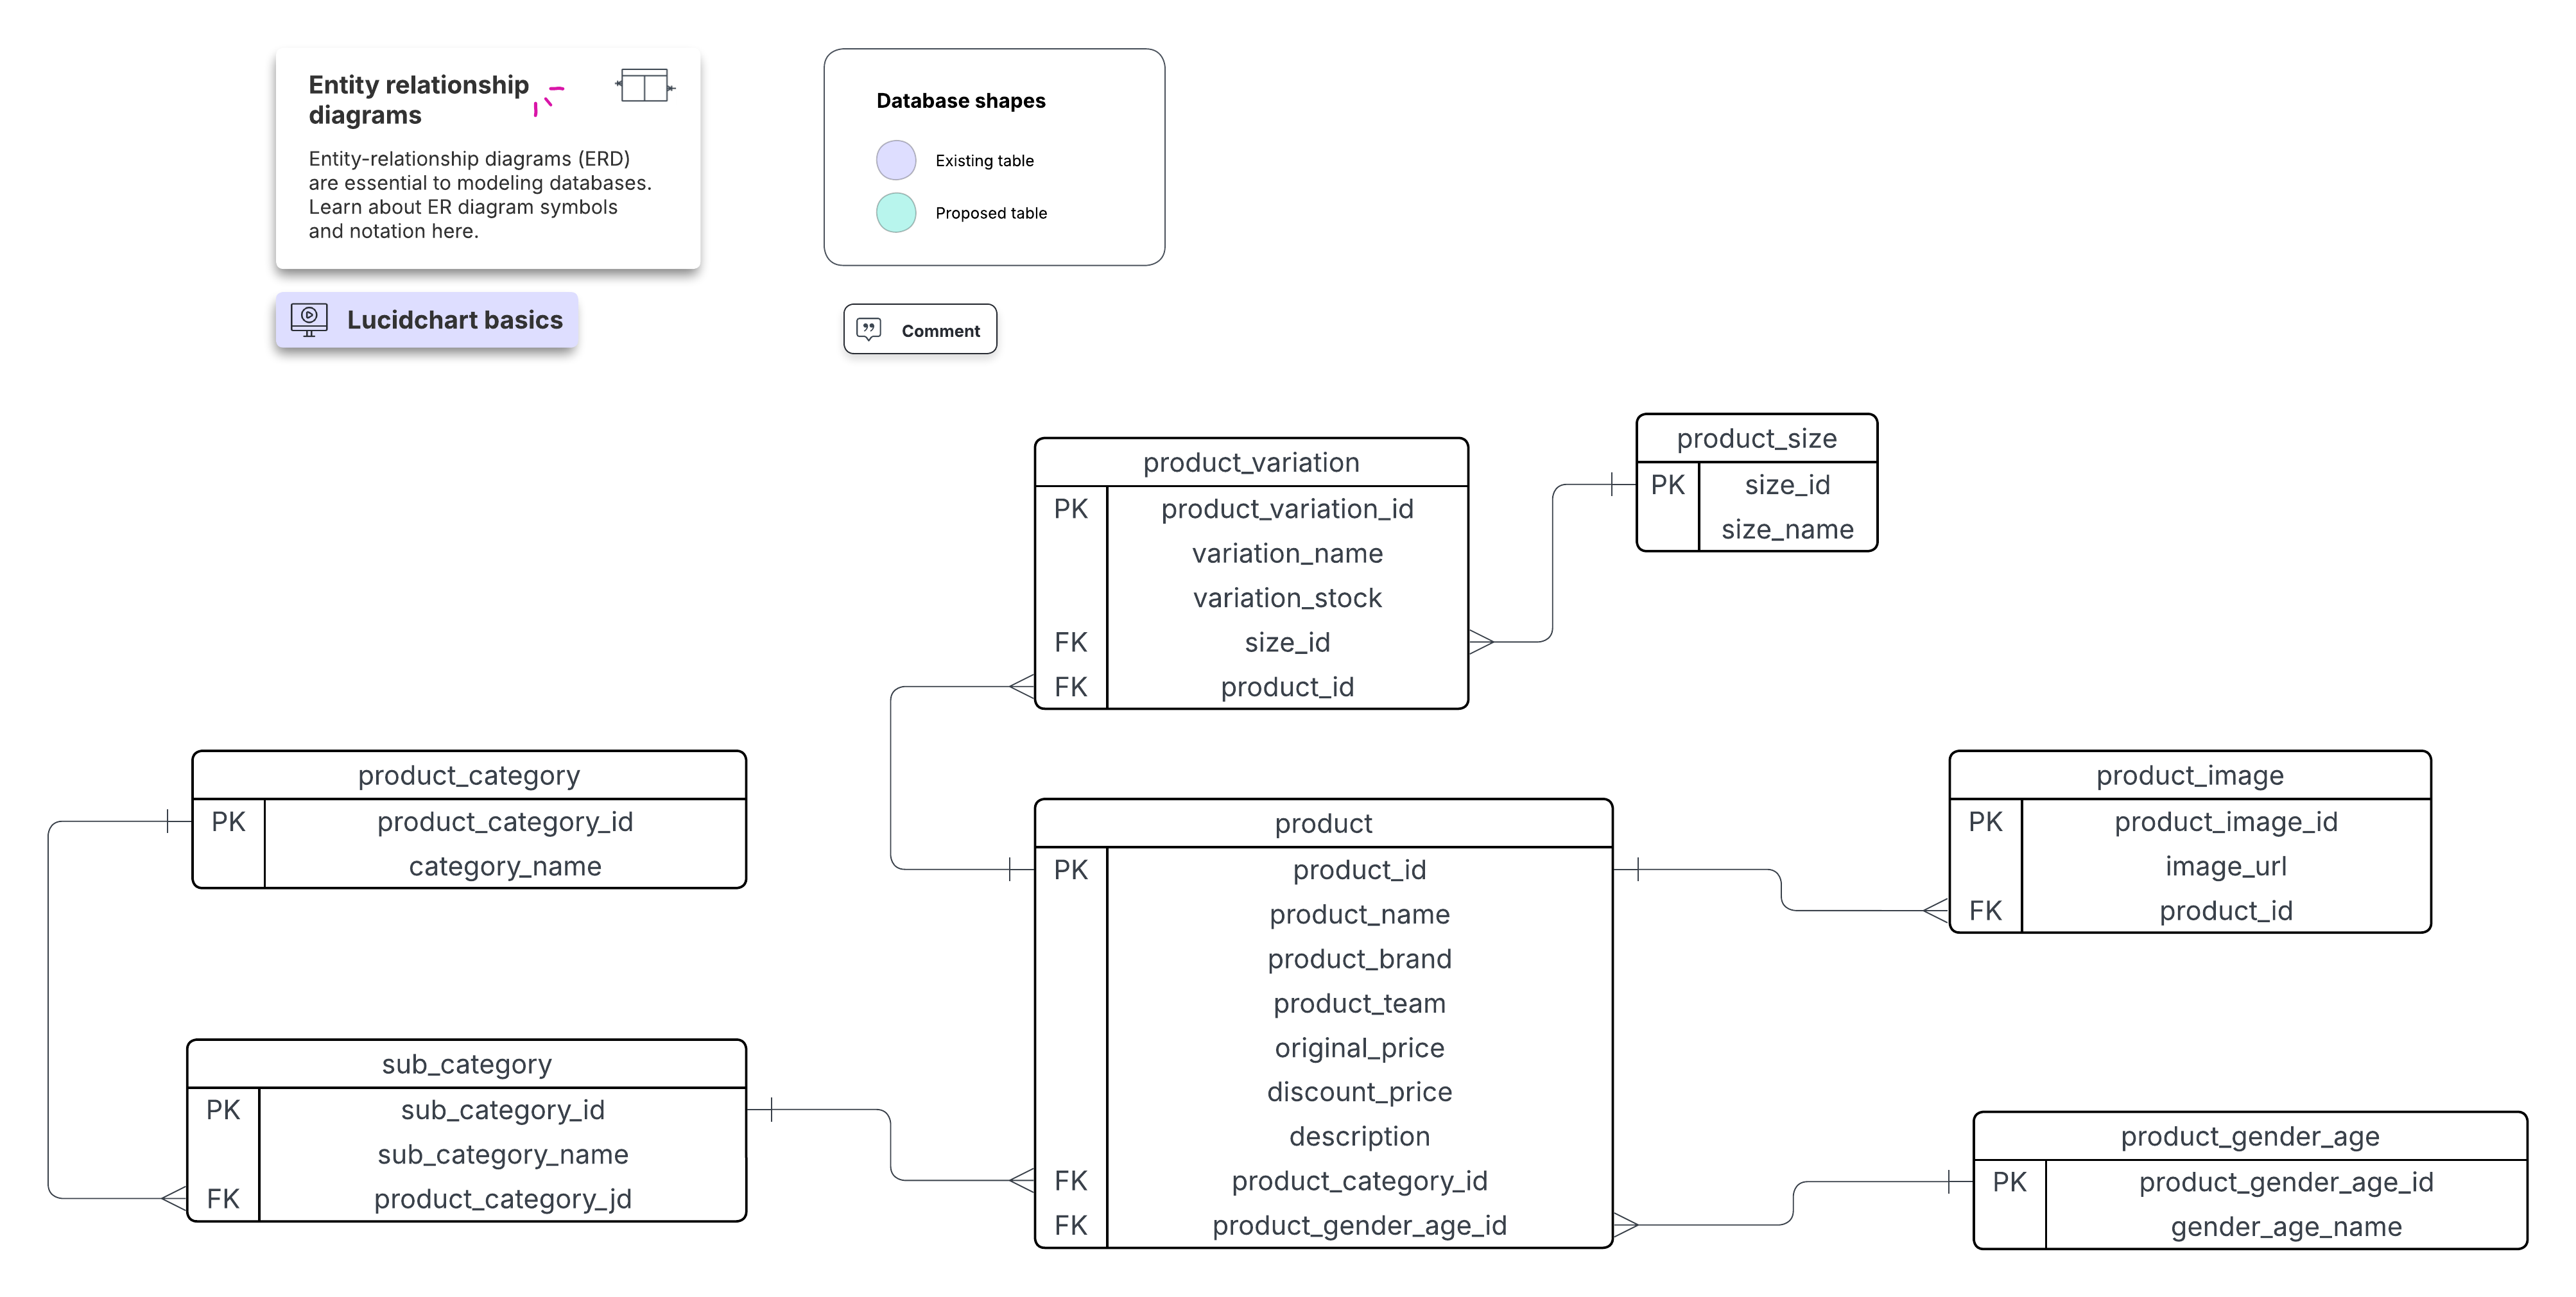 Entity relationship
diagrams
Entity-relationship diagrams (ERD)
are essential to modeling databases.
Learn about ER diagram symbols
and notation here.
Lucidchart basics
Database shapes
Existing table
Proposed table
Comment
product_variation
PK product_variation_id
variation_name
variation_stock
FK size_id
FK product_id
product_size
PK size_id
size_name
product_category
PK product_category_id
category_name
product
PK product_id
product_name
product_brand
product_team
original_price
discount_price
description
FK product_category_id
FK product_gender_age_id
product_image
PK product_image_id
image_url
FK product_id
sub_category
PK sub_category_id
sub_category_name
FK product_category_jd
product_gender_age
PK product_gender_age_id
gender_age_name